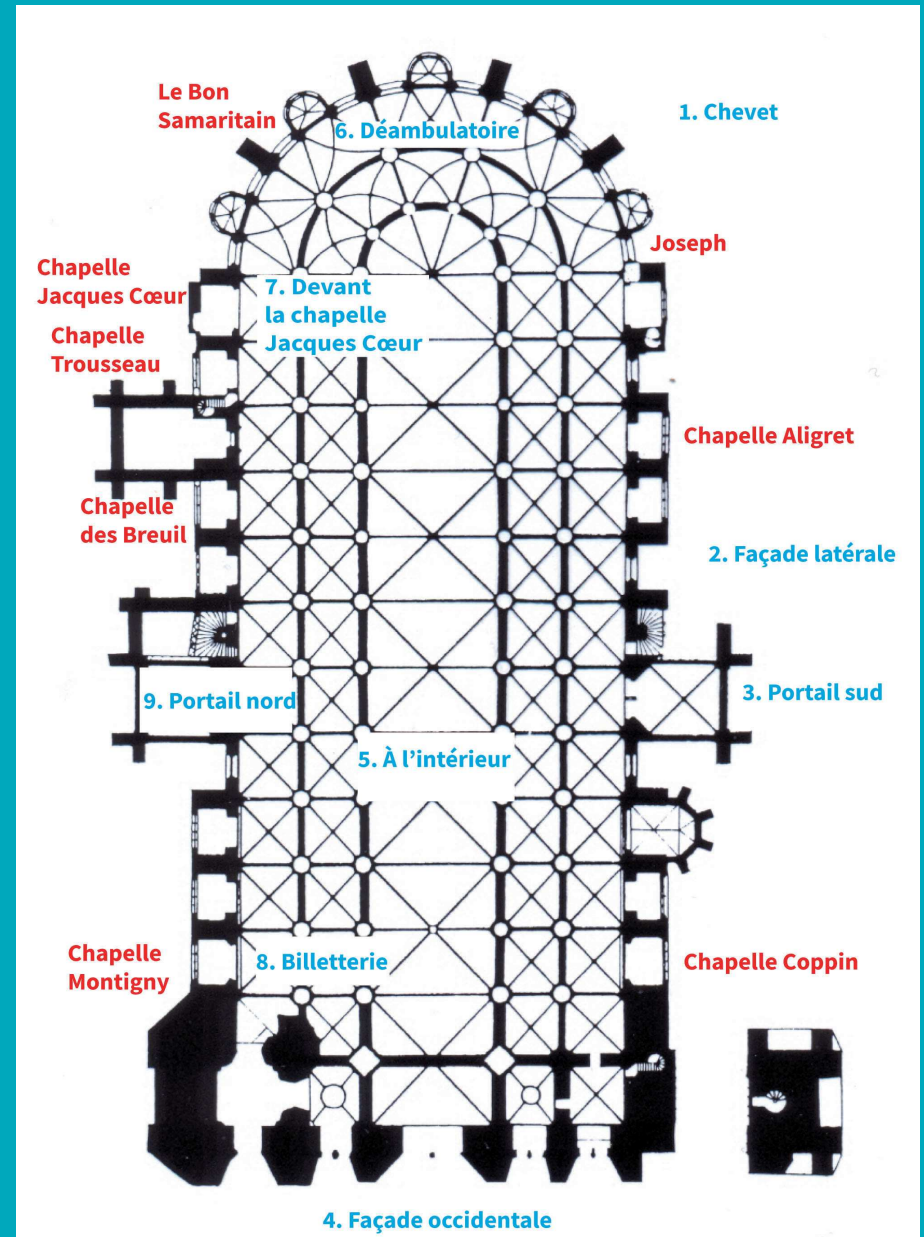 Le Bon
Samaritain
1. Chevet
6. Déambulatoire
Joseph
Chapelle
Jacques Cœur
7. Devant
la chapelle
Jacques Cœur
Chapelle
Trousseau
Chapelle Aligret
Chapelle
des Breuil
2. Façade latérale
9. Portail nord
3. Portail sud
5. À l’intérieur
Chapelle
Montigny
8. Billetterie
Chapelle Coppin
4. Façade occidentale